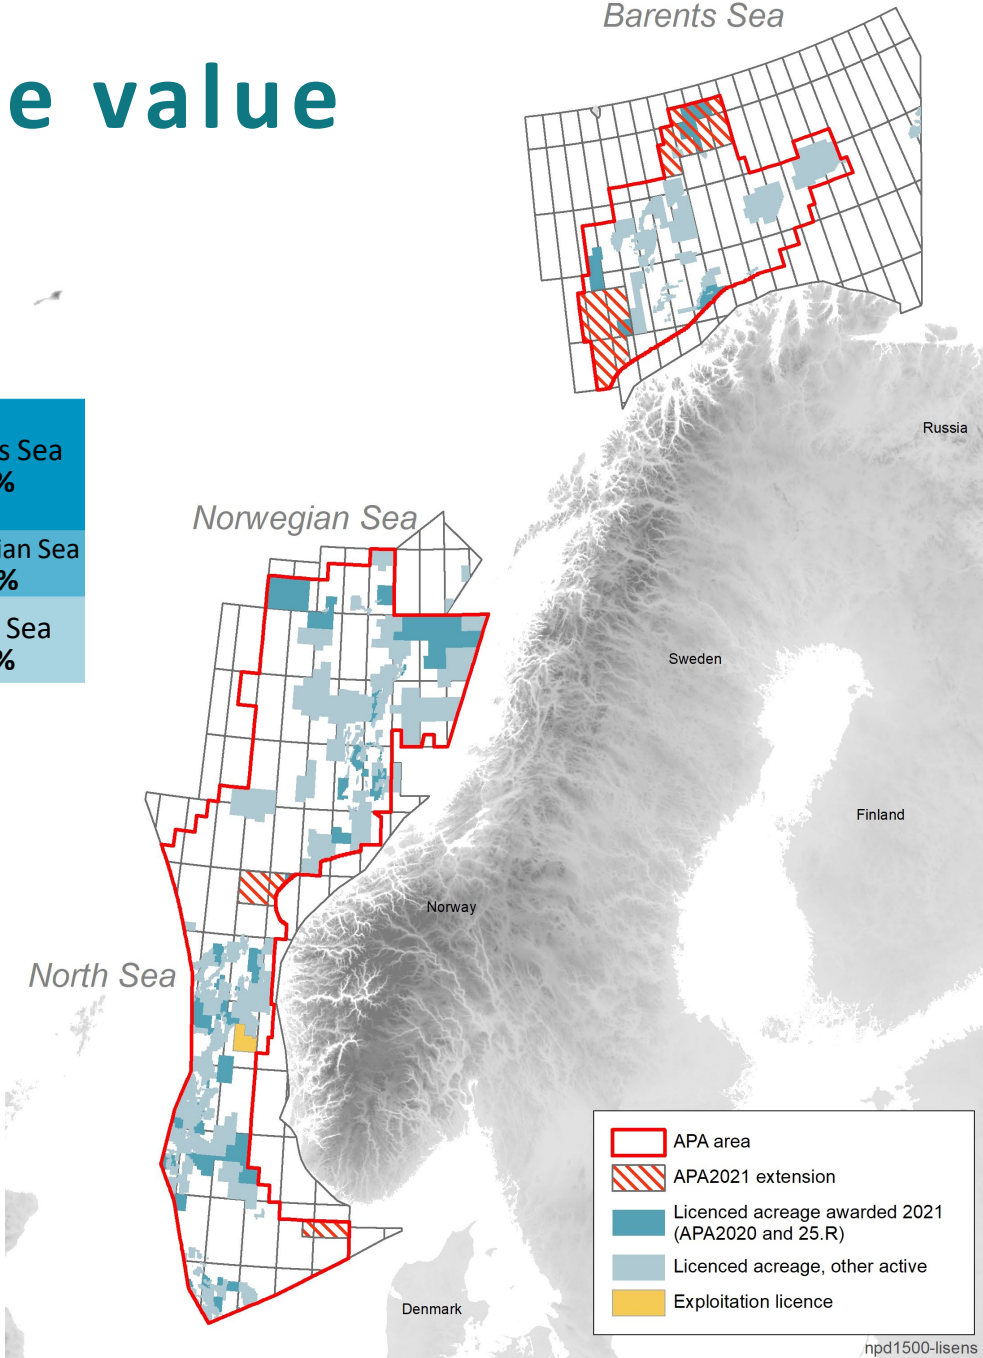 Barents Sea
e value
Russia
s Sea
%
Norwegian Sea
ian Sea
%
Sea
%
Sweden
Finland
Norway
North Sea
APA area
APA2021 extension
Licenced acreage awarded 2021
(APA2020 and 25.R)
Licenced acreage, other active
Exploitation licence
Denmark
npd1500-lisens